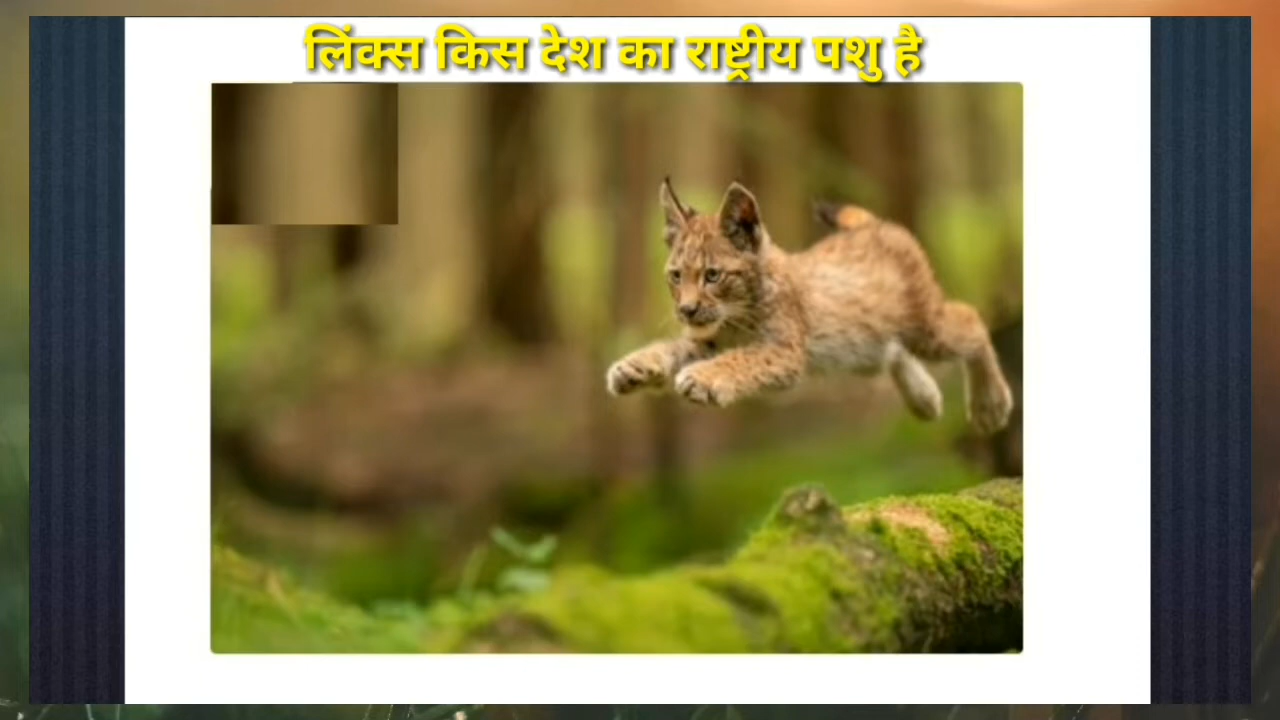 लिंक्स किस देश का राष्ट्रीय पशु है